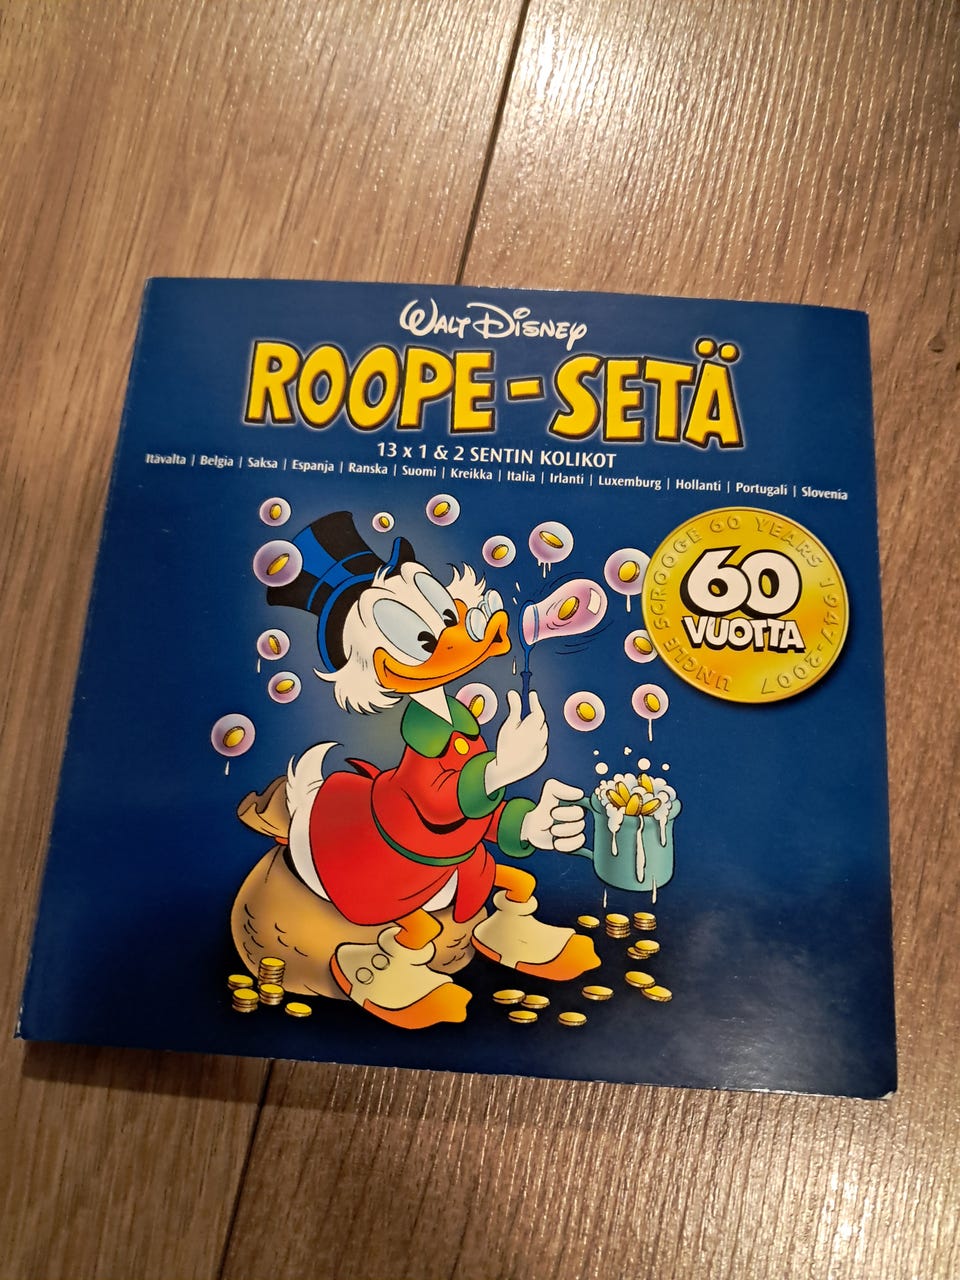 WALT DISNEY
ROOPE-SETÄ
13 x 1 & 2 SENTIN KOLIKOT
Itävalta | Belgia | Saksa | Espanja | Ranska | Suomi | Kreikka | Italia | Irlanti | Luxemburg | Hollanti | Portugali | Slovenia
UNCLE SCROOGE 60 YEARS 1947-2007
60
VUOTTA